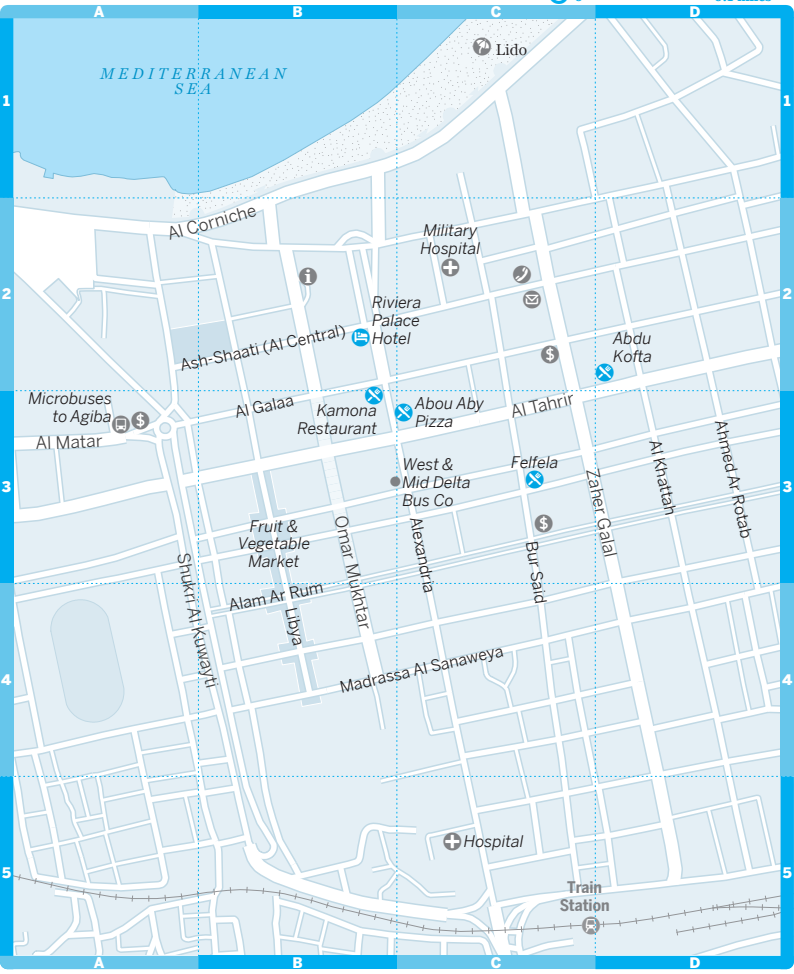 A B C D
MEDITERRANEAN
SEA
Lido
1 1
Al Corniche
Military
Hospital
2 2
Riviera
Palace
Hotel
Ash-Shaati (Al Central)
Abdu
Kofta
Microbuses
to Agiba
Al Galaa
Kamona
Restaurant
Abou Aby
Pizza
Al Tahrir
Al Matar
West &
Mid Delta
Bus Co
Felfela
3 3
Al Khattah
Ahmed Ar Rotab
Zaher Galal
Fruit &
Vegetable
Market
Omar Mukhtar
Alexandria
Bur Said
Shukri Al Kuwayti
Alam Ar Rum
Libya
Madrassa Al Sanaweya
4 4
Hospital
5 5
Train
Station
A B C D